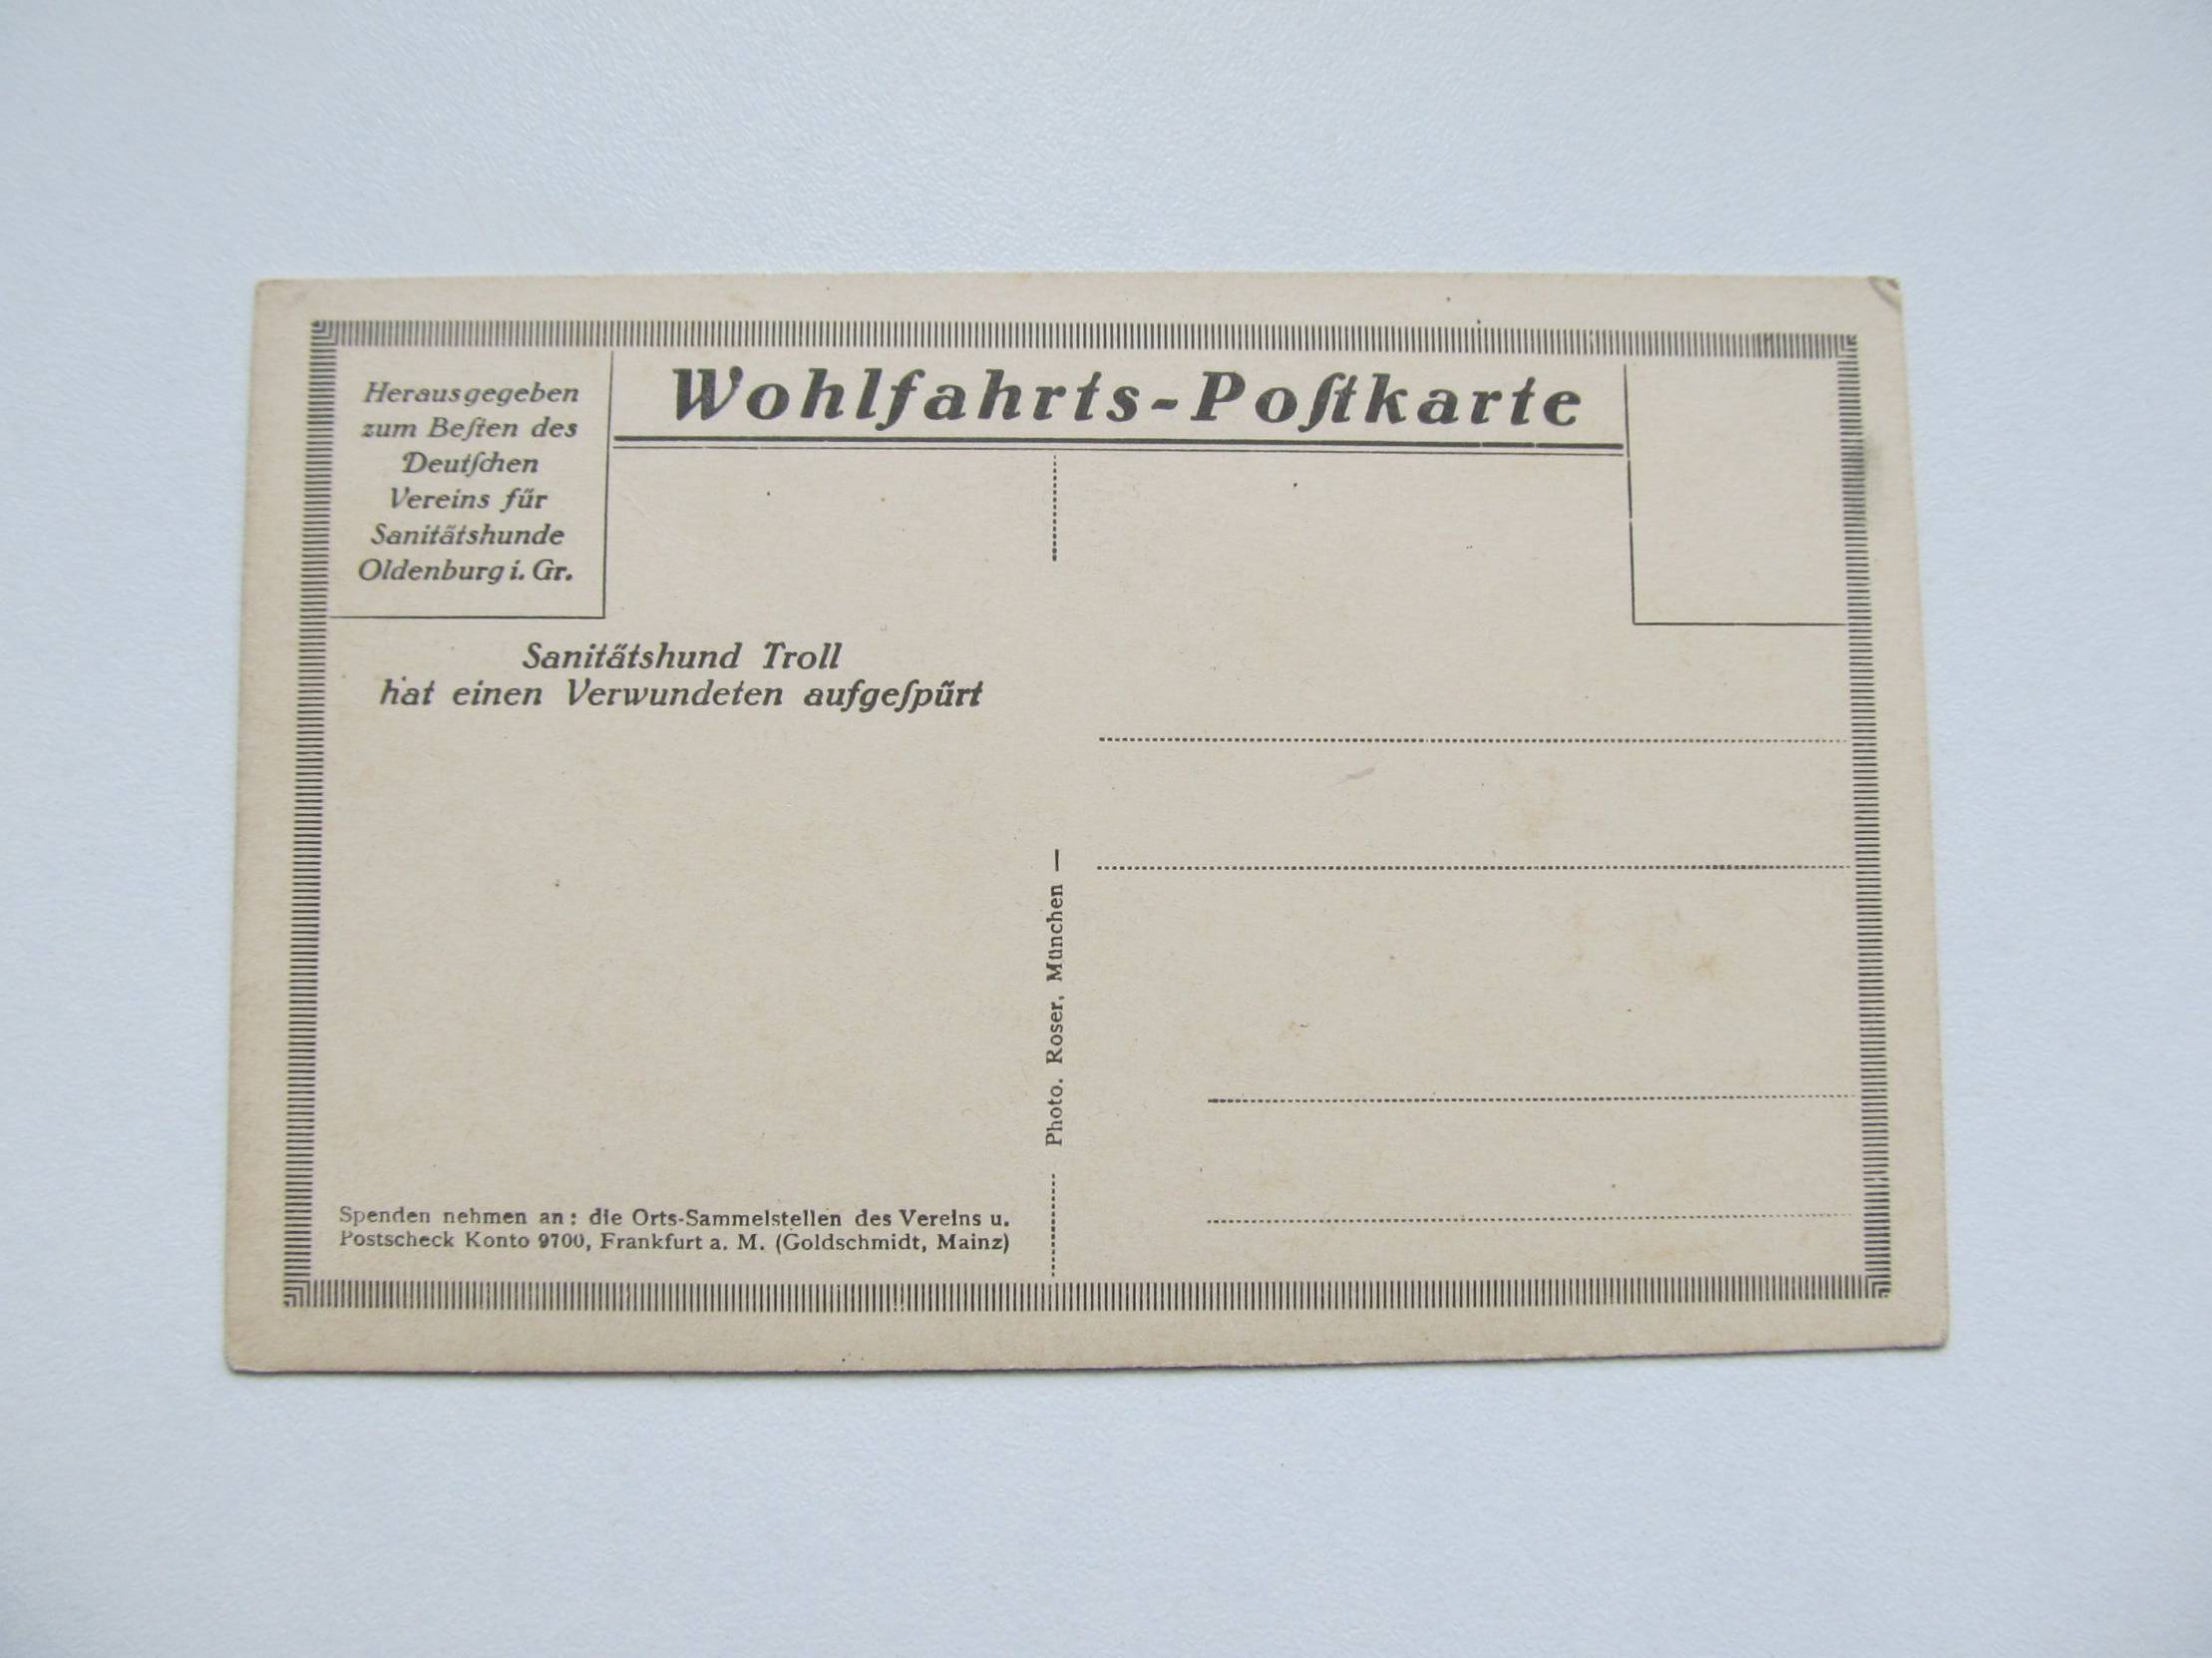 Herausgegeben
zum Beſten des
Deutſchen
Vereins für
Sanitätshunde
Oldenburg i. Gr.
Wohlfahrts-Poſtkarte
Sanitätshund Troll
hat einen Verwundeten aufgeſpürt
Photo. Roser, München —
Spenden nehmen an: die Orts-Sammelstellen des Vereins u.
Postscheck Konto 9700, Frankfurt a. M. (Goldschmidt, Mainz)